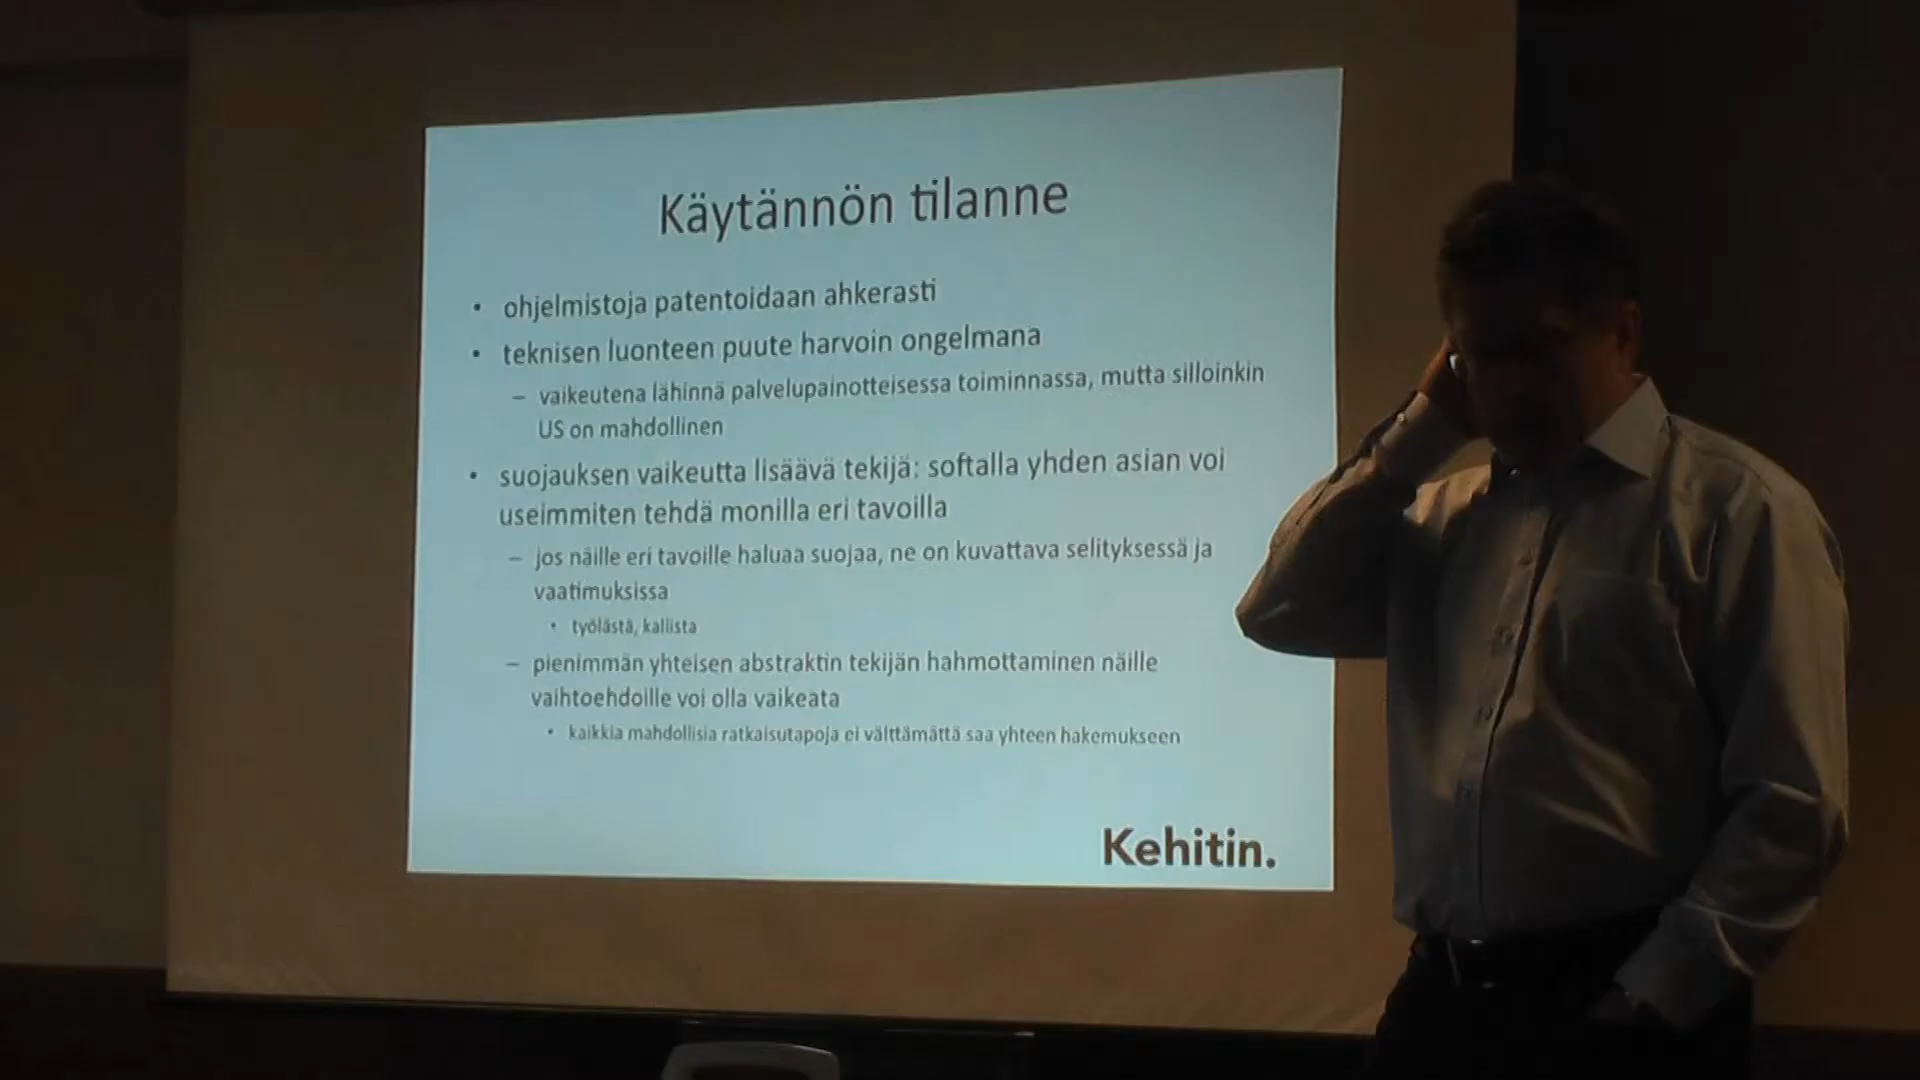 Käytännön tilanne
• ohjelmistoja patentoidaan ahkerasti
• teknisen luonteen puute harvoin ongelmana
– vaikeutena lähinnä palvelupainotteisessa toiminnassa, mutta silloinkin
US on mahdollinen
• suojauksen vaikeutta lisäävä tekijä: softalla yhden asian voi
useimmiten tehdä monilla eri tavoilla
– jos näille eri tavoille haluaa suojaa, ne on kuvattava selityksessä ja
vaatimuksissa
• työlästä, kallista
– pienimmän yhteisen abstraktin tekijän hahmottaminen näille
vaihtoehdoille voi olla vaikeata
• kaikkia mahdollisia ratkaisutapoja ei välttämättä saa yhteen hakemukseen
Kehitin.